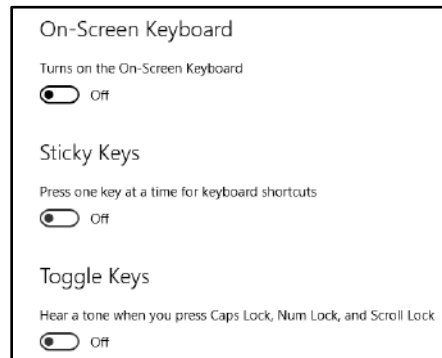 On-Screen Keyboard
Turns on the On-Screen Keyboard
Off
Sticky Keys
Press one key at a time for keyboard shortcuts
Off
Toggle Keys
Hear a tone when you press Caps Lock, Num Lock, and Scroll Lock
Off